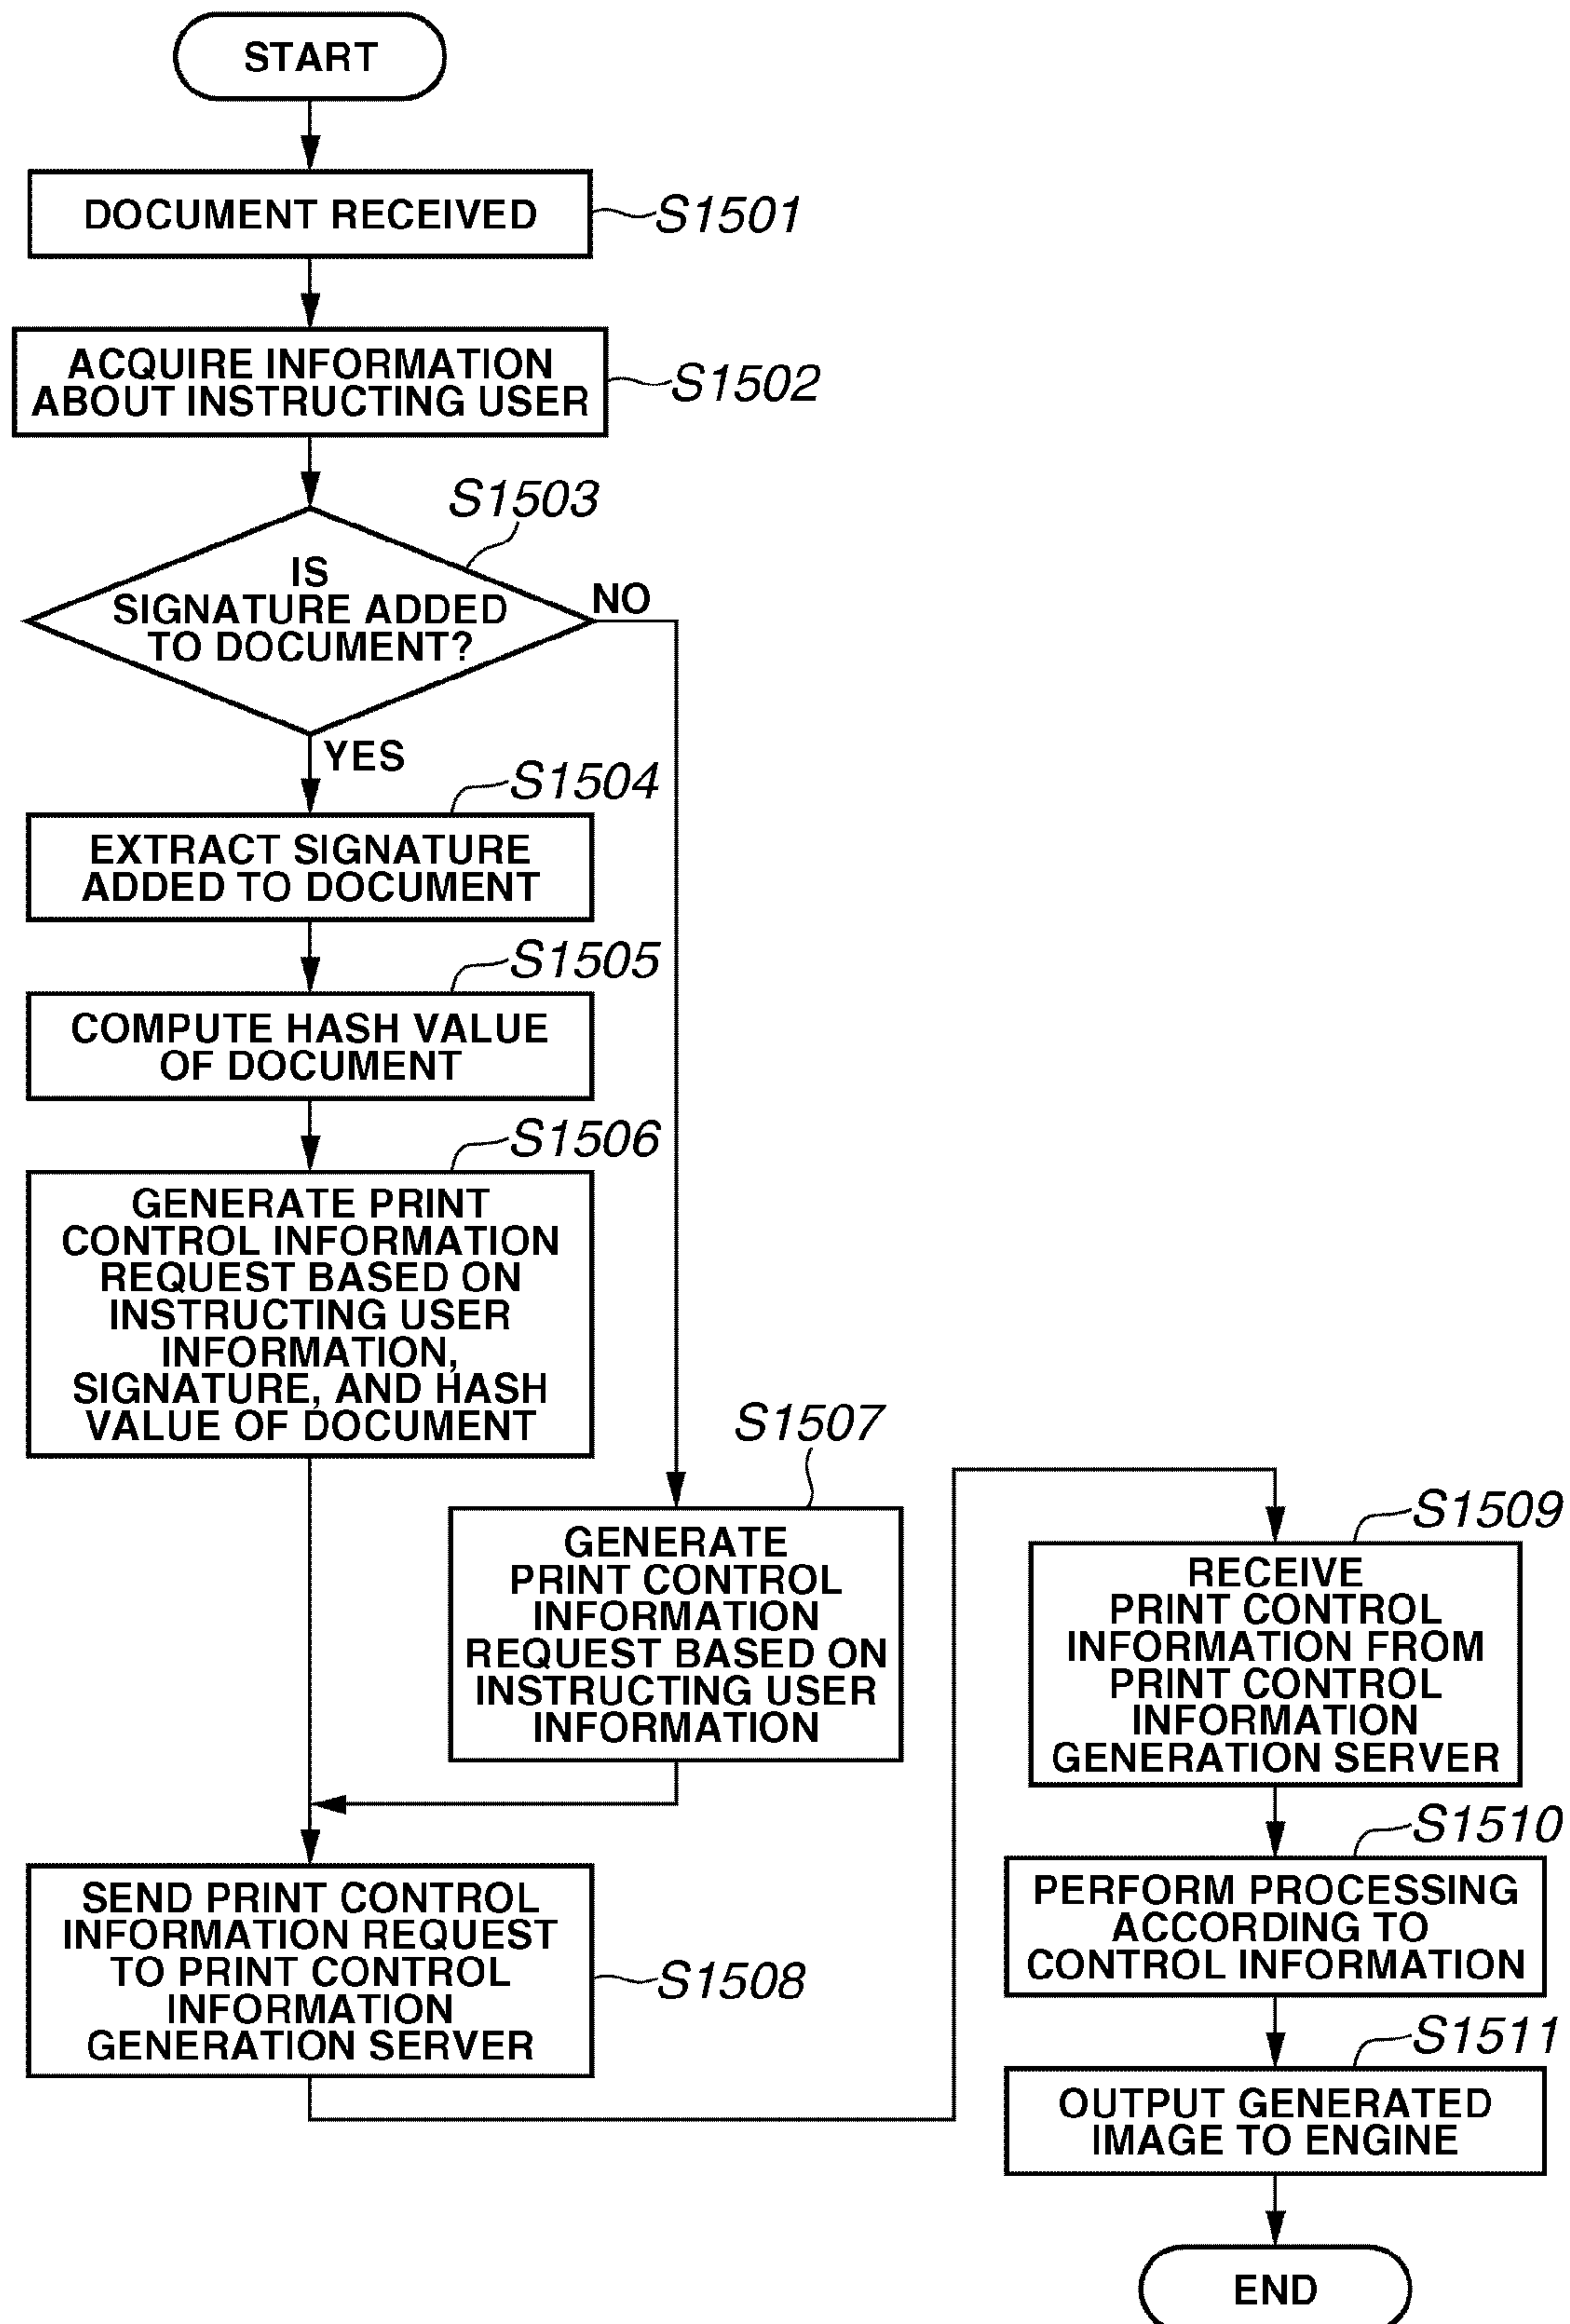 START
DOCUMENT RECEIVED
S1501
ACQUIRE INFORMATION
ABOUT INSTRUCTING USER
S1502
S1503
IS
SIGNATURE ADDED
TO DOCUMENT?
NO
YES
S1504
EXTRACT SIGNATURE
ADDED TO DOCUMENT
S1505
COMPUTE HASH VALUE
OF DOCUMENT
S1506
GENERATE PRINT
CONTROL INFORMATION
REQUEST BASED ON
INSTRUCTING USER
INFORMATION,
SIGNATURE, AND HASH
VALUE OF DOCUMENT
S1507
GENERATE
PRINT CONTROL
INFORMATION
REQUEST BASED ON
INSTRUCTING USER
INFORMATION
SEND PRINT CONTROL
INFORMATION REQUEST
TO PRINT CONTROL
INFORMATION
GENERATION SERVER
S1508
S1509
RECEIVE
PRINT CONTROL
INFORMATION FROM
PRINT CONTROL
INFORMATION
GENERATION SERVER
S1510
PERFORM PROCESSING
ACCORDING TO
CONTROL INFORMATION
S1511
OUTPUT GENERATED
IMAGE TO ENGINE
END